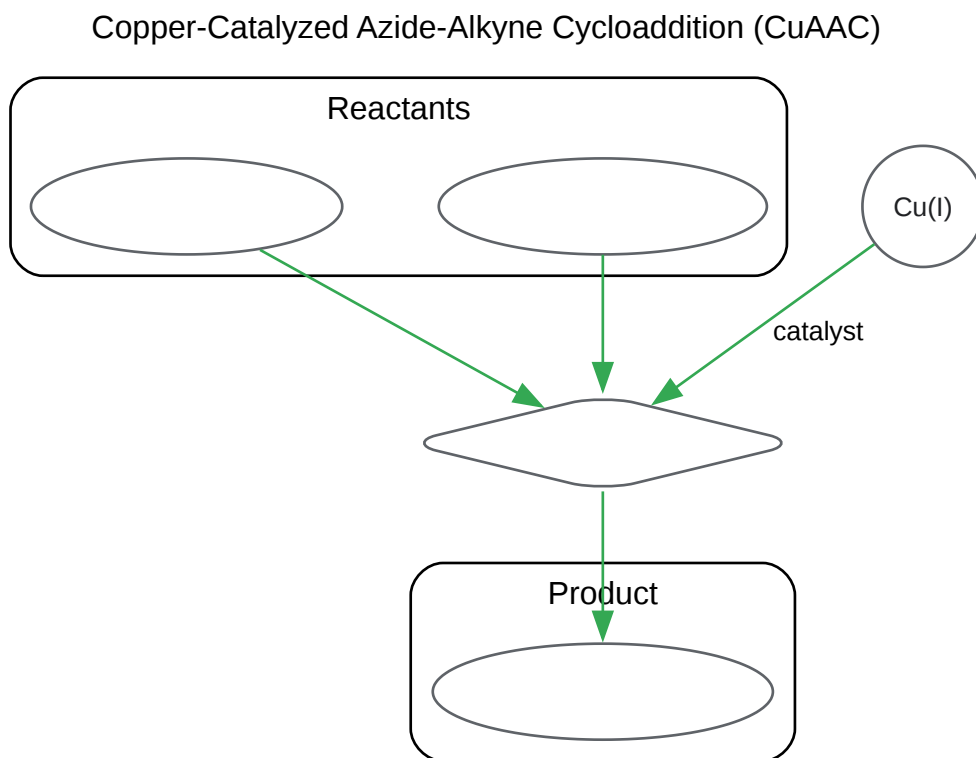 Copper-Catalyzed Azide-Alkyne Cycloaddition (CuAAC)
Reactants
Cu(I)
catalyst
Product